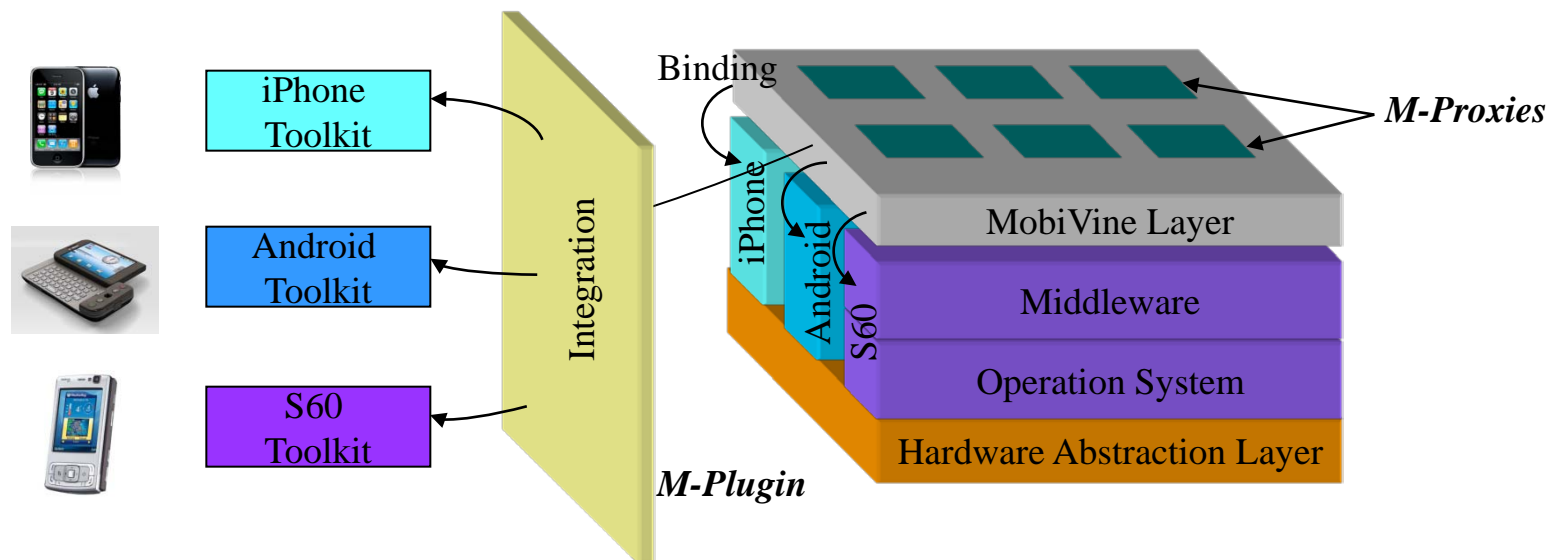 iPhone
Toolkit
Android
Toolkit
S60
Toolkit
Integration
M-Plugin
Binding
iPhone
Android
S60
M-Proxies
MobiVine Layer
Middleware
Operation System
Hardware Abstraction Layer